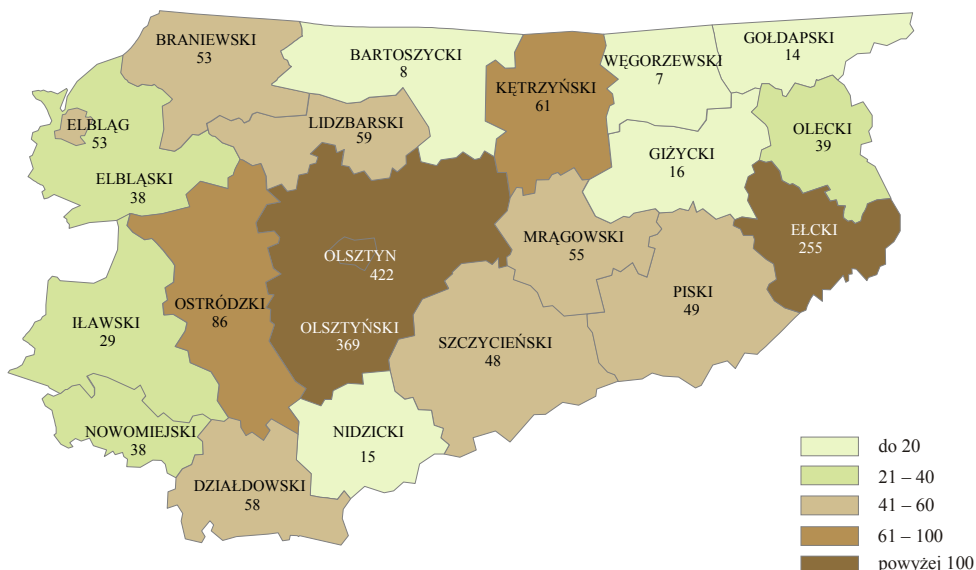 BRANIEWSKI
53
BARTOSZYCKI
8
KĘTRZYŃSKI
61
WĘGORZEWSKI
7
GOŁDAPSKI
14
ELBLĄG
53
LIDZBARSKI
59
OLECKI
39
GIŻYCKI
16
ELBLĄSKI
38
EŁCKI
255
MRĄGOWSKI
55
OLSZTYN
422
PISKI
49
OSTRÓDZKI
86
OLSZTYŃSKI
369
IŁAWSKI
29
SZCZYCIEŃSKI
48
NOWOMIEJSKI
38
NIDZICKI
15
DZIAŁDOWSKI
58
do 20
21 – 40
41 – 60
61 – 100
powyżej 100